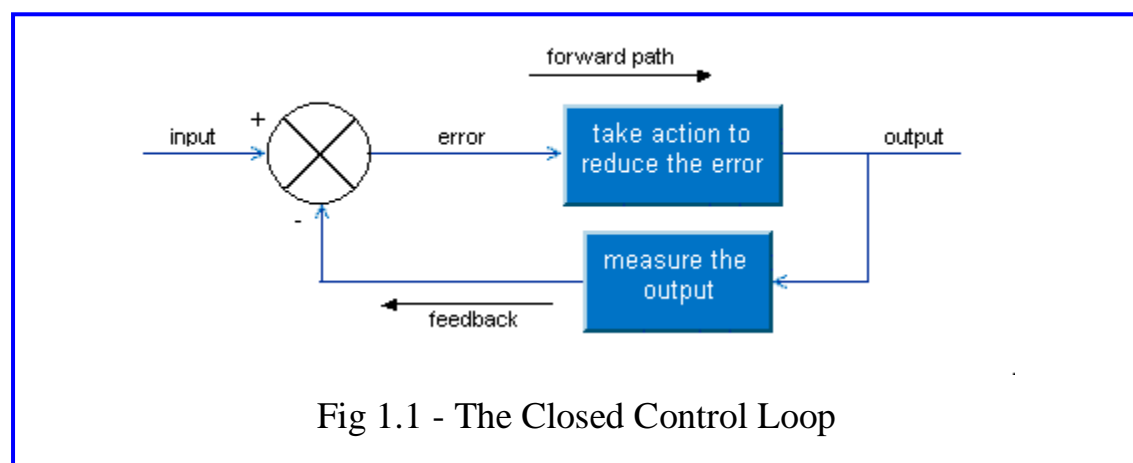 forward path
+
input
error
take action to
reduce the error
output
-
measure the
output
feedback
.
Fig 1.1 - The Closed Control Loop